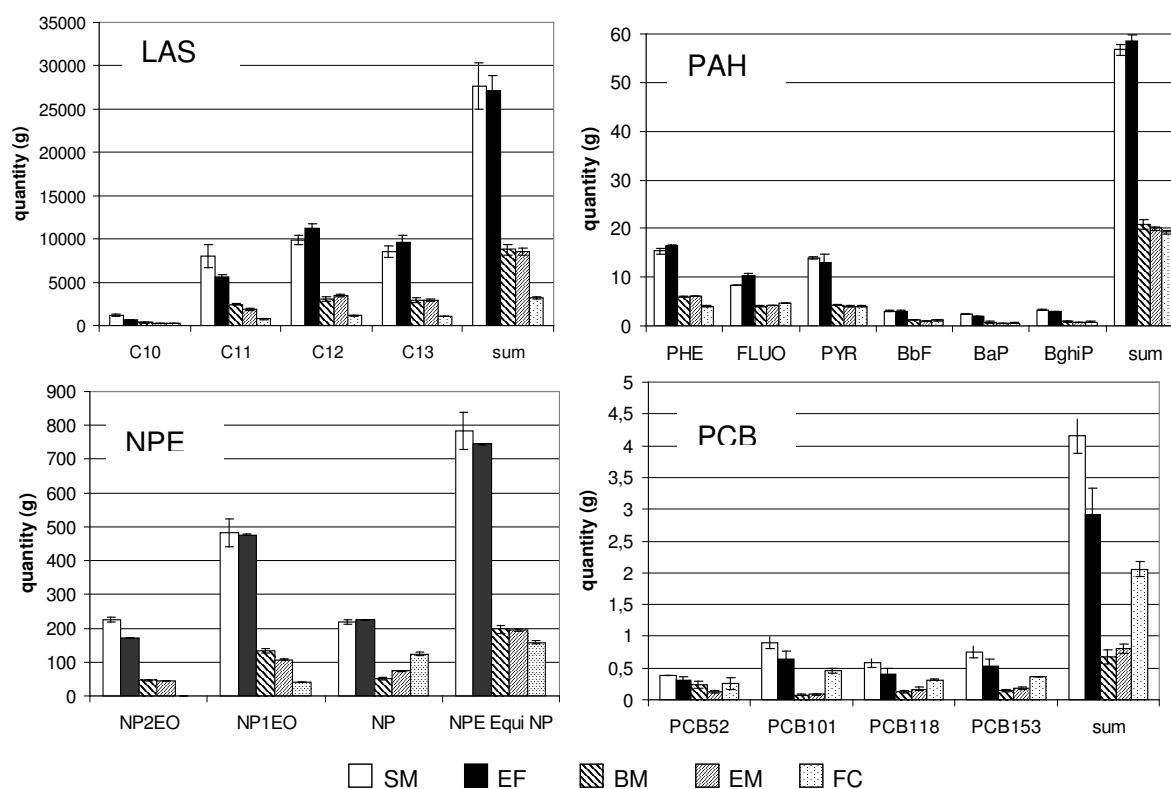 LAS
quantity (g)
35000
30000
25000
20000
15000
10000
5000
0
C10 C11 C12 C13 sum
PAH
quantity (g)
60
50
40
30
20
10
0
PHE FLUO PYR BbF BaP BghiP sum
NPE
quantity (g)
900
800
700
600
500
400
300
200
100
0
NP2EO NP1EO NP NPE Equi NP
PCB
quantity (g)
5
4,5
4
3,5
3
2,5
2
1,5
1
0,5
0
PCB52 PCB101 PCB118 PCB153 sum
SM EF BM EM FC